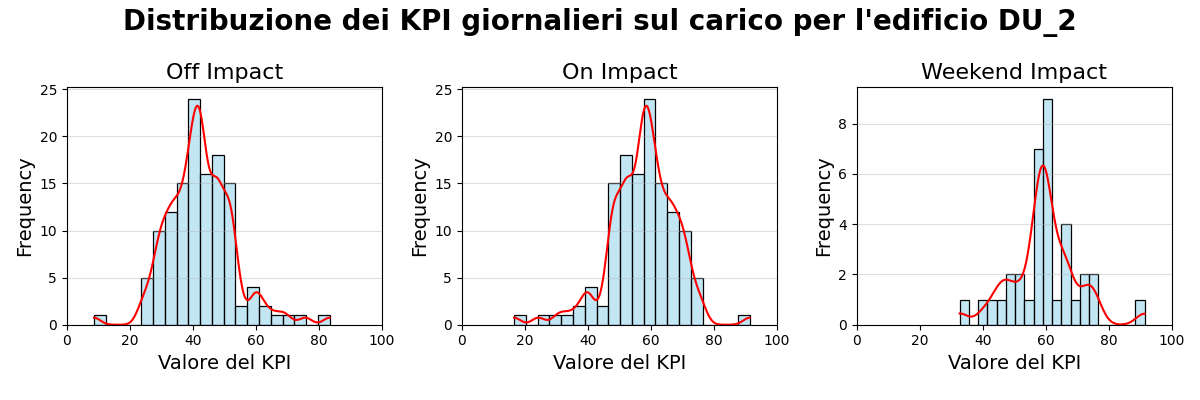 Distribuzione dei KPI giornalieri sul carico per l'edificio DU_2
Off Impact
On Impact
Weekend Impact
Frequency
25
20
15
10
5
0
0 20 40 60 80 100
Valore del KPI
Frequency
25
20
15
10
5
0
0 20 40 60 80 100
Valore del KPI
Frequency
8
6
4
2
0
0 20 40 60 80 100
Valore del KPI